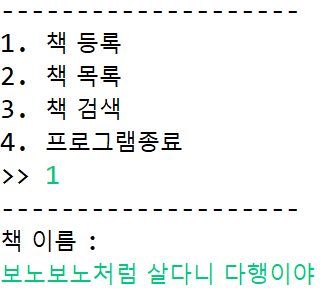 --------------------
1. 책 등록
2. 책 목록
3. 책 검색
4. 프로그램종료
>> 1
--------------------
책 이름 :
보노보노처럼 살다니 다행이야